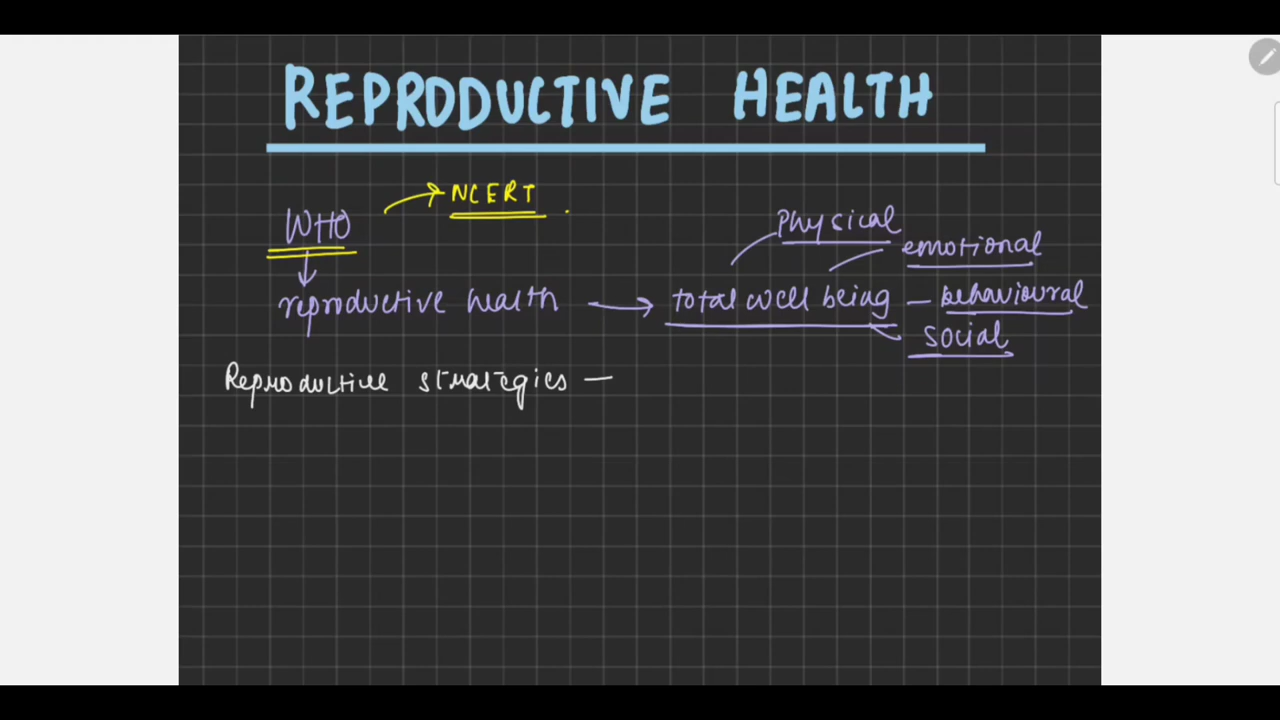 REPRODUCTIVE HEALTH
NCERT
WHO
Physical
emotional
reproductive health → total well being — behavioural
social
Reproductive strategies —